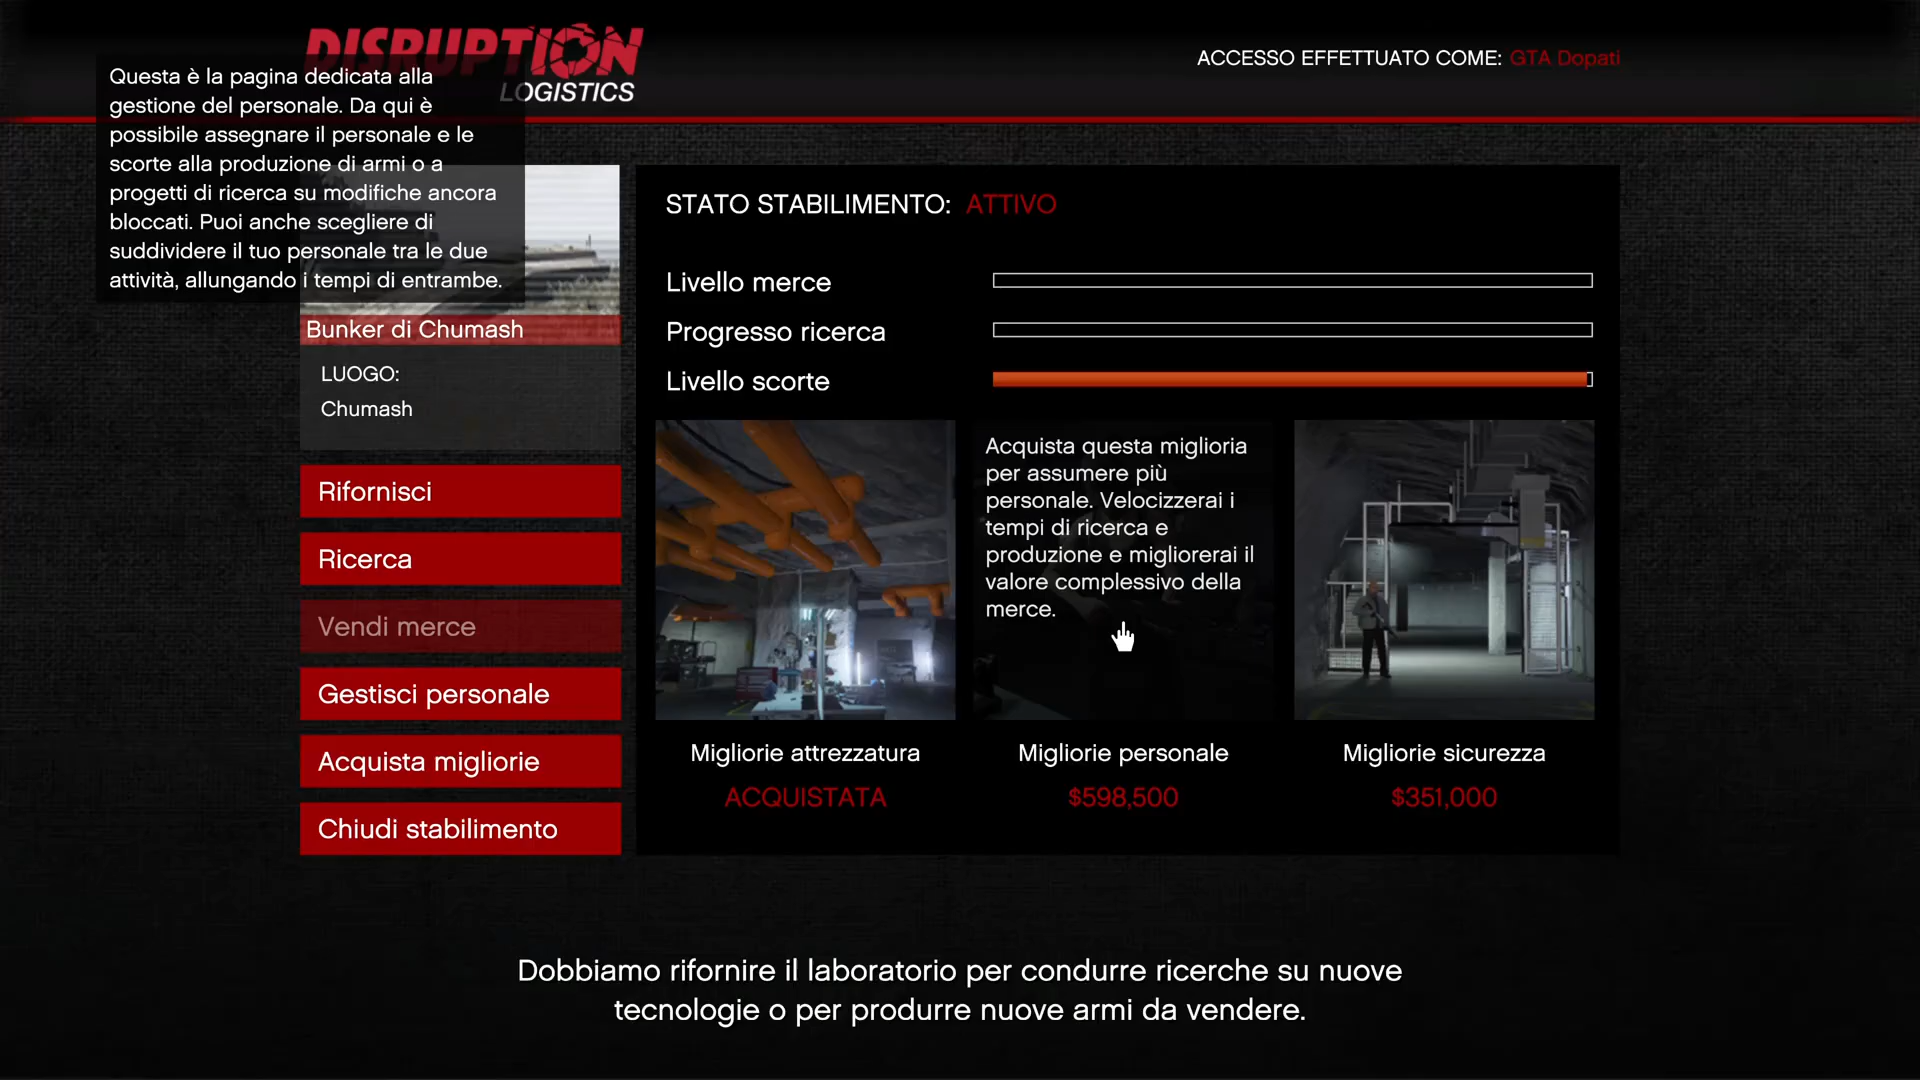 DISRUPTION
LOGISTICS
ACCESSO EFFETTUATO COME: GTA Dopati
Questa è la pagina dedicata alla
gestione del personale. Da qui è
possibile assegnare il personale e le
scorte alla produzione di armi o a
progetti di ricerca su modifiche ancora
bloccati. Puoi anche scegliere di
suddividere il tuo personale tra le due
attività, allungando i tempi di entrambe.
Bunker di Chumash
LUOGO:
Chumash
Rifornisci
Ricerca
Vendi merce
Gestisci personale
Acquista migliorie
Chiudi stabilimento
STATO STABILIMENTO: ATTIVO
Livello merce
Progresso ricerca
Livello scorte
Acquista questa miglioria
per assumere più
personale. Velocizzerai i
tempi di ricerca e
produzione e migliorerai il
valore complessivo della
merce.
Migliorie attrezzatura
ACQUISTATA
Migliorie personale
$598,500
Migliorie sicurezza
$351,000
Dobbiamo rifornire il laboratorio per condurre ricerche su nuove
tecnologie o per produrre nuove armi da vendere.